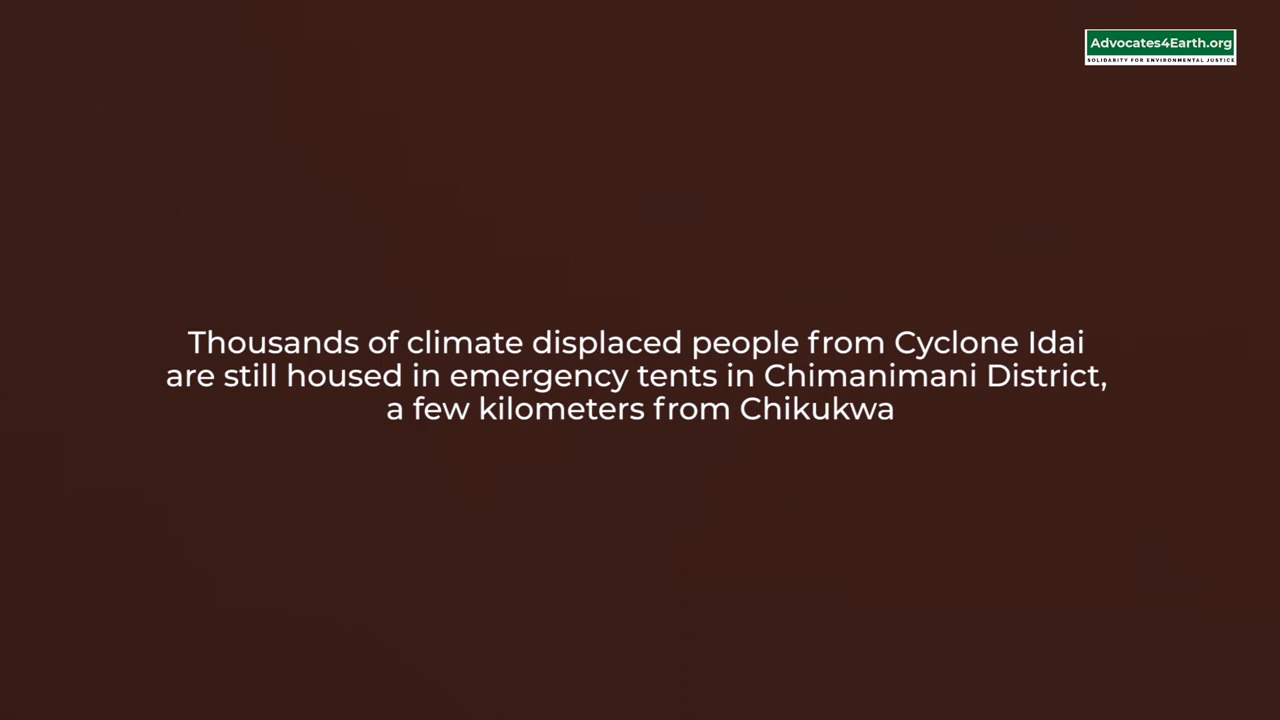 Advocates4Earth.org
SOLIDARITY FOR ENVIRONMENTAL JUSTICE
Thousands of climate displaced people from Cyclone Idai
are still housed in emergency tents in Chimanimani District,
a few kilometers from Chikukwa